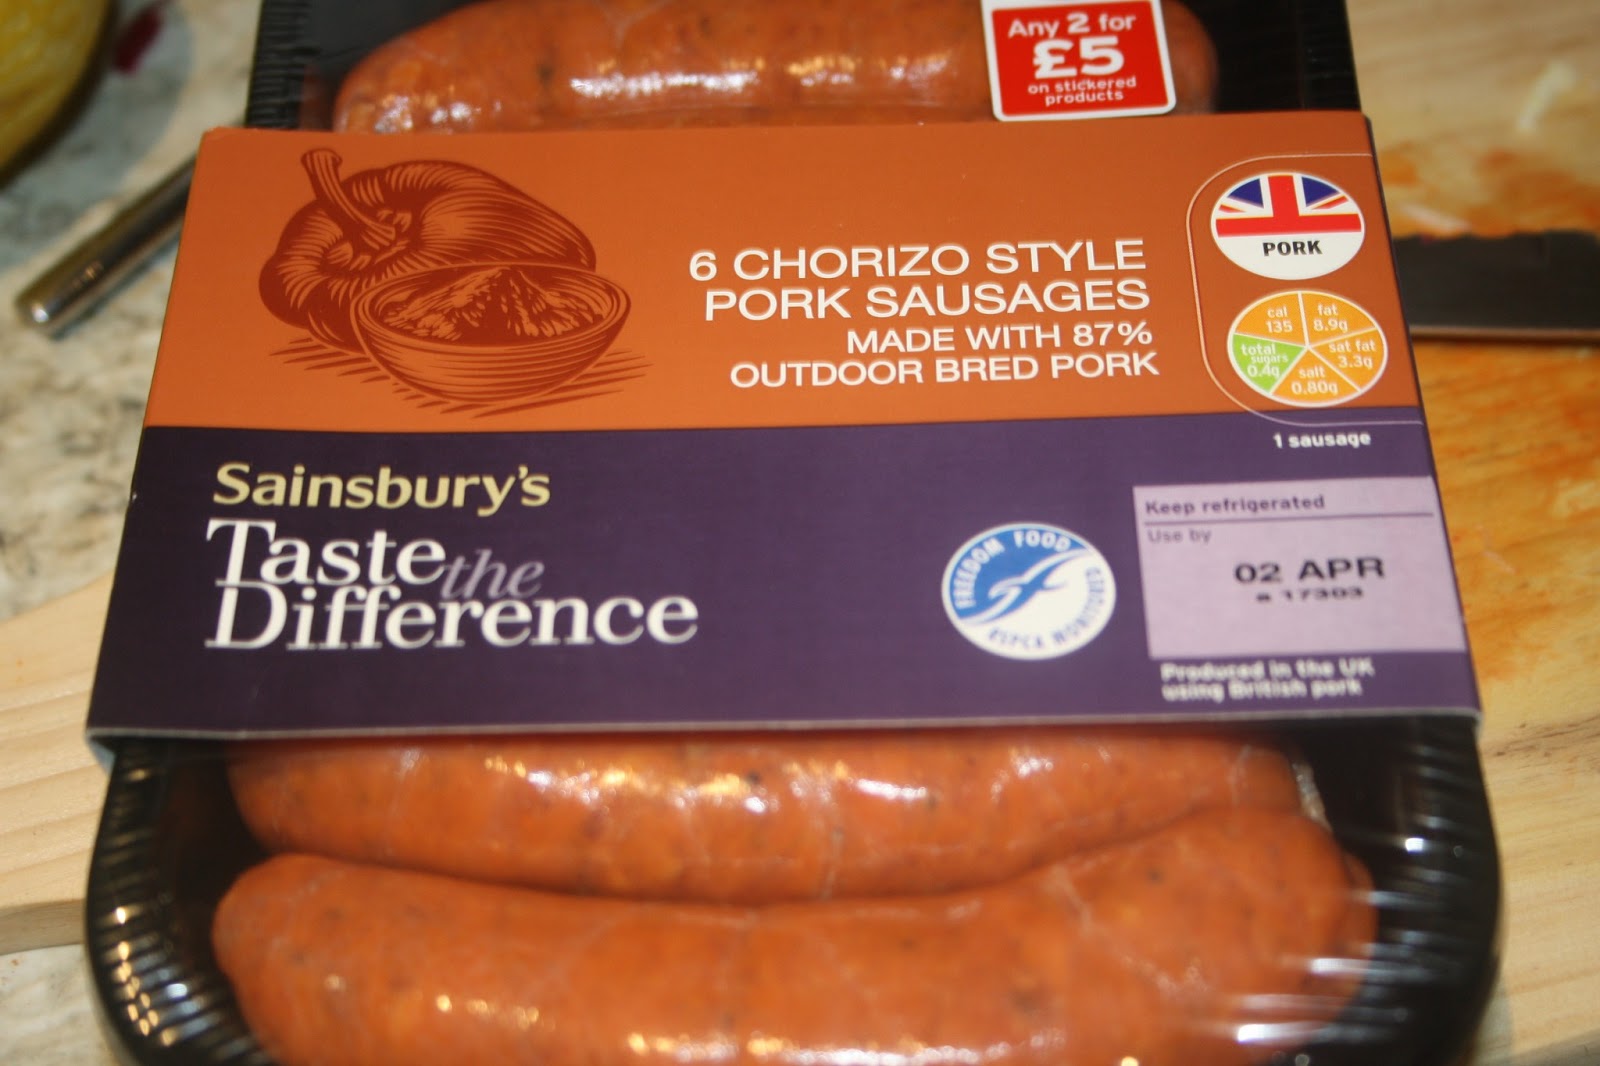 Any 2 for
£5
on stickered
products
6 CHORIZO STYLE
PORK SAUSAGES
MADE WITH 87%
OUTDOOR BRED PORK
PORK
cal
135
fat
8.9g
total
sugars
0.4g
sat fat
3.3g
salt
0.80g
1 sausage
Sainsbury's
Taste the
Difference
FREEDOM FOOD
RSPCA MONITORED
Keep refrigerated
Use by
02 APR
a 17303
Produced in the UK
using British pork